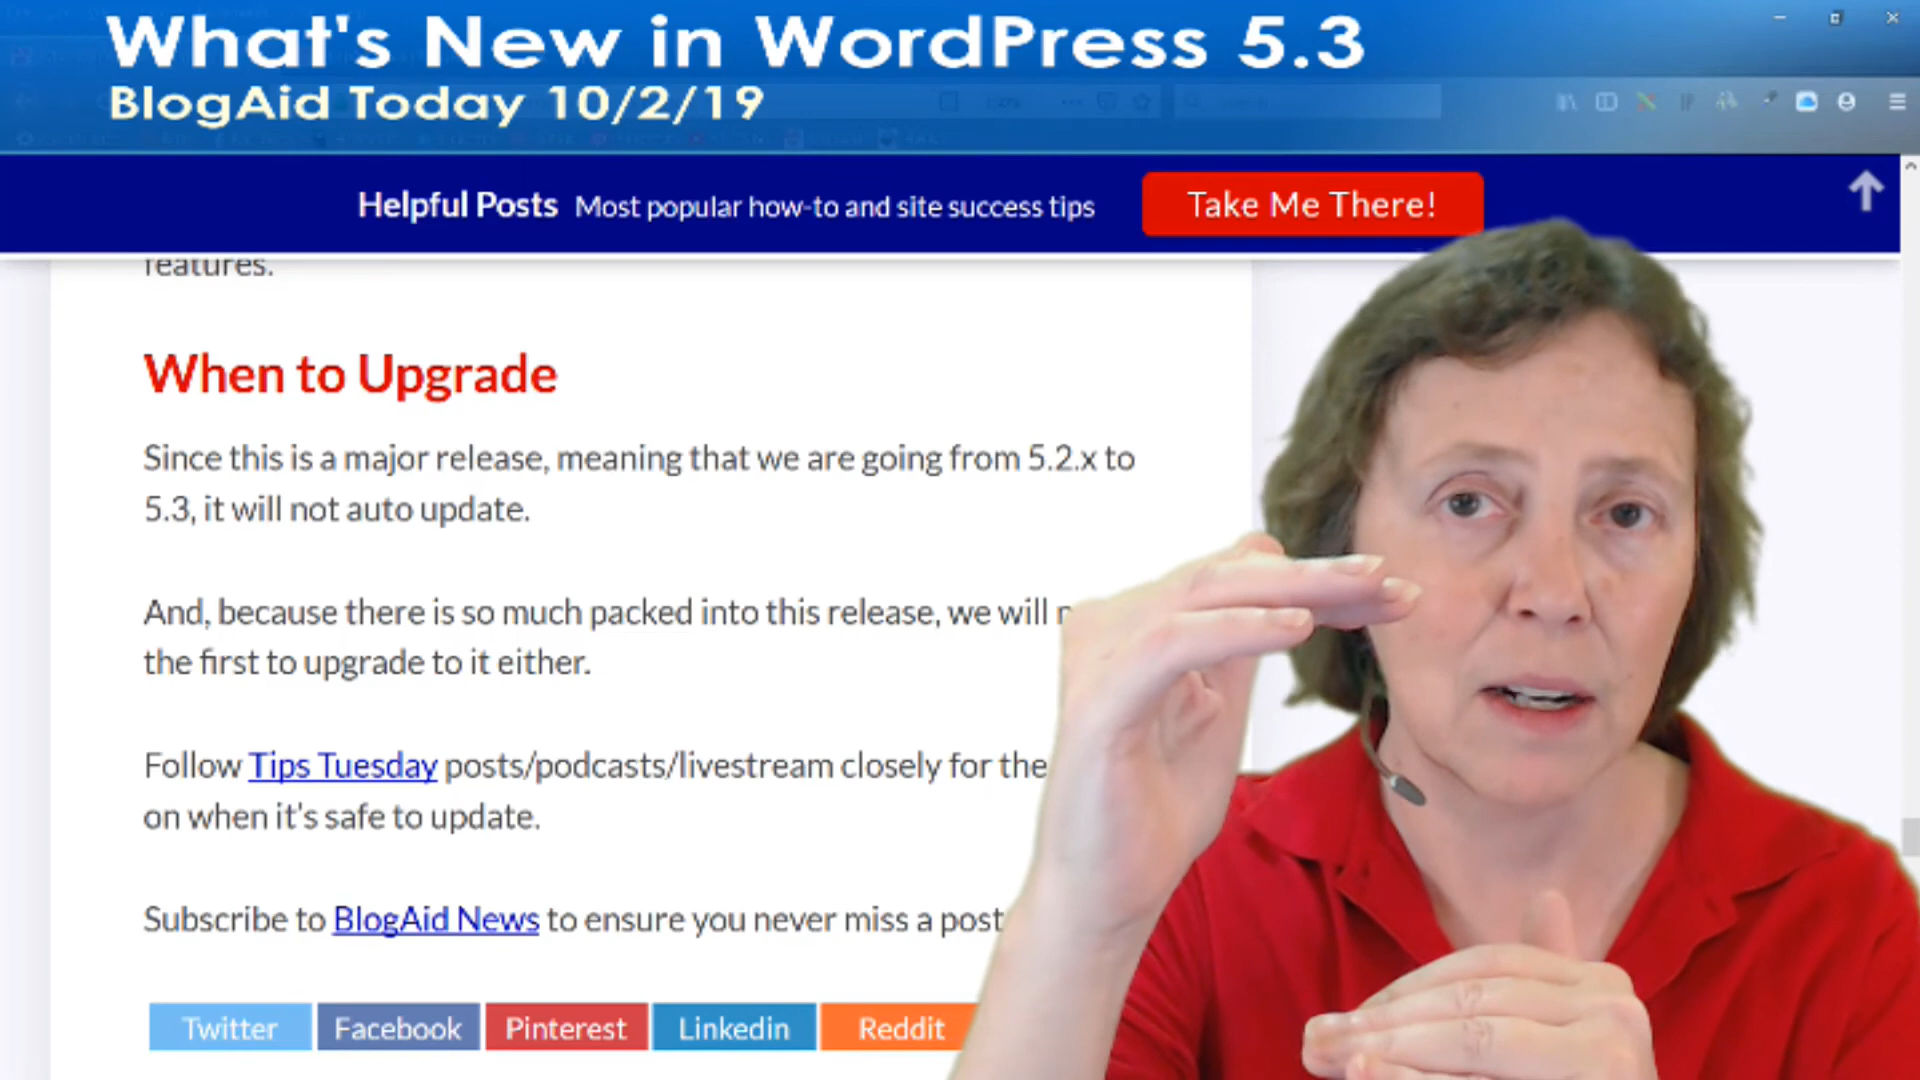 What's New in WordPress 5.3
BlogAid Today 10/2/19
Helpful Posts Most popular how-to and site success tips Take Me There!
features.
When to Upgrade
Since this is a major release, meaning that we are going from 5.2.x to
5.3, it will not auto update.
And, because there is so much packed into this release, we will
the first to upgrade to it either.
Follow Tips Tuesday posts/podcasts/livestream closely for the
on when it's safe to update.
Subscribe to BlogAid News to ensure you never miss a post
Twitter Facebook Pinterest Linkedin Reddit